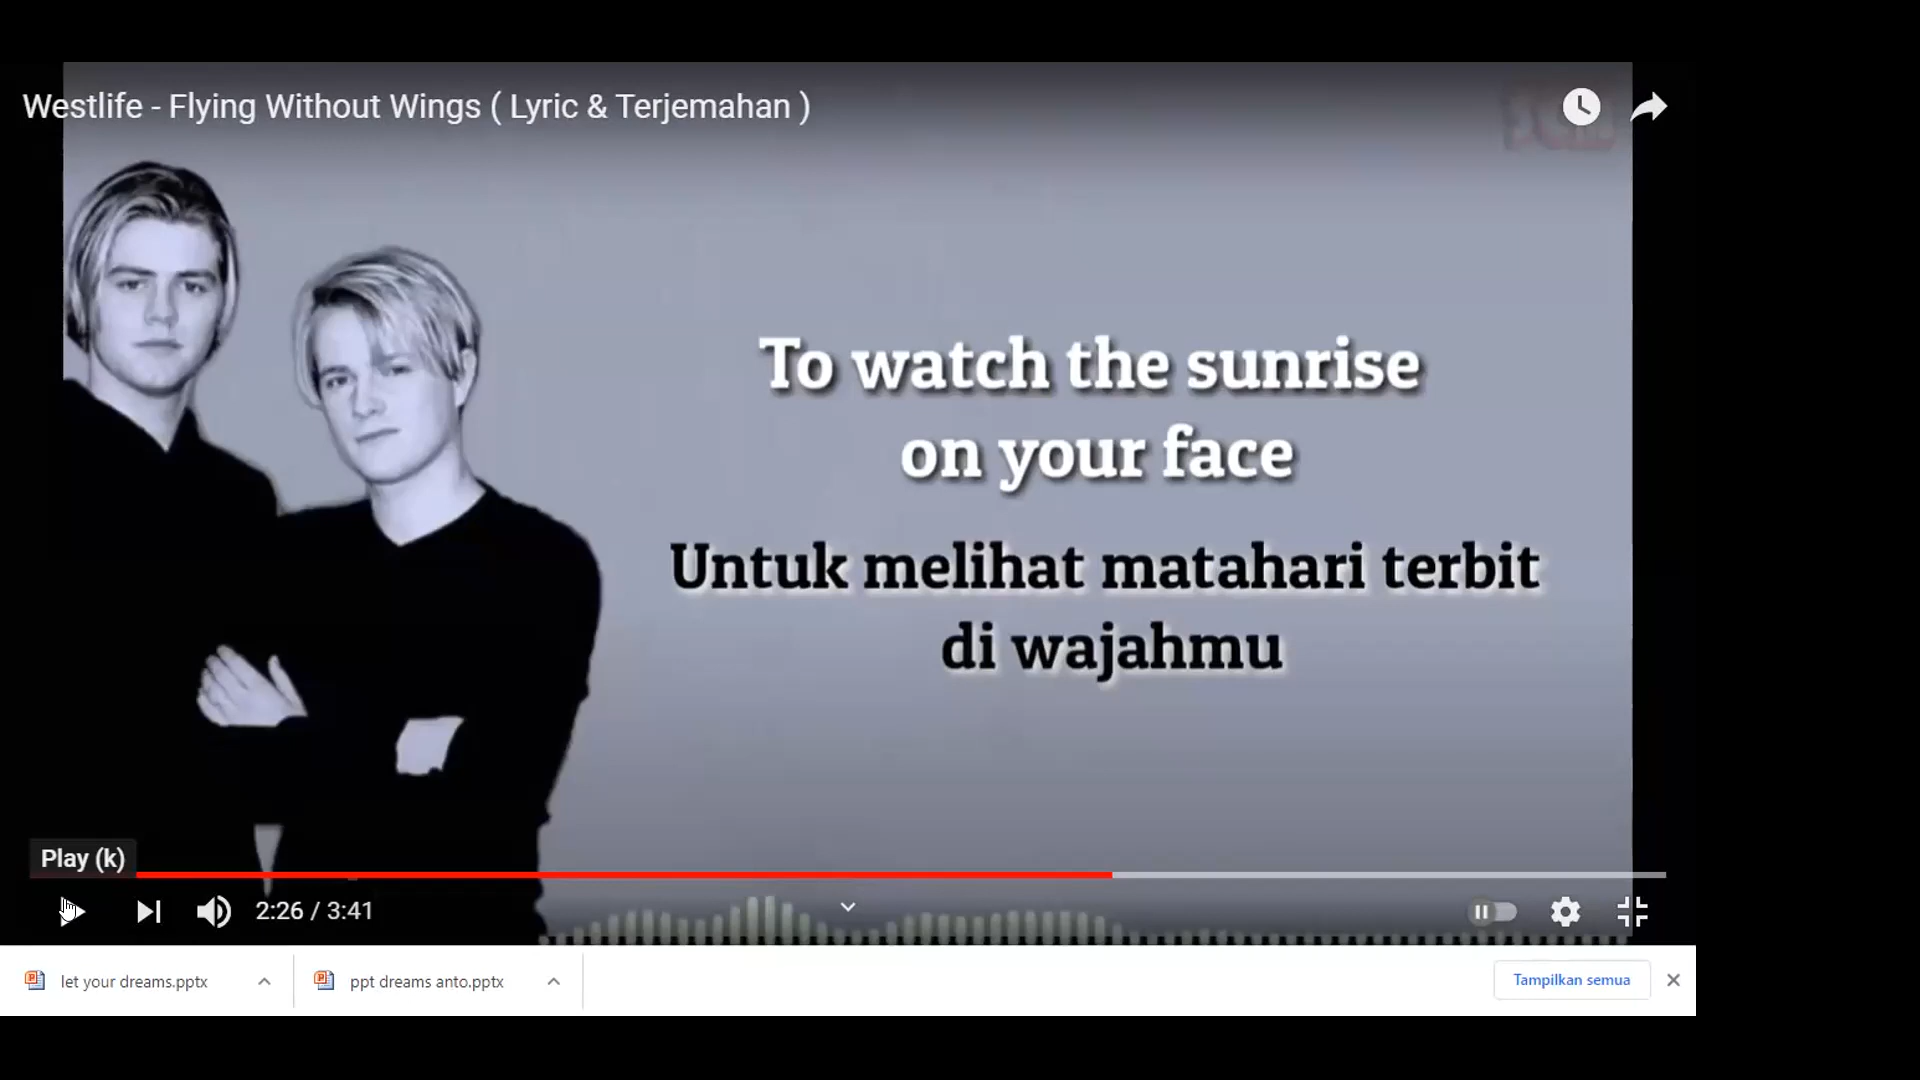 Westlife - Flying Without Wings ( Lyric & Terjemahan )
To watch the sunrise
on your face
Untuk melihat matahari terbit
di wajahmu
Play (k)
2:26 / 3:41
let your dreams.pptx
ppt dreams anto.pptx
Tampilkan semua